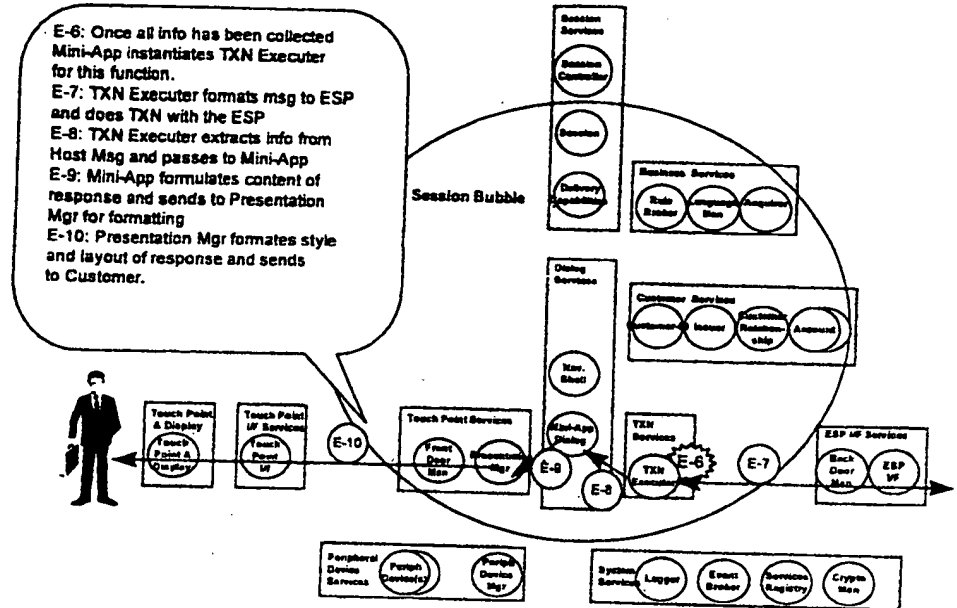 E-6: Once all info has been collected
Mini-App instantiates TXN Executer
for this function.
E-7: TXN Executer formats msg to ESP
and does TXN with the ESP
E-8: TXN Executer extracts info from
Host Msg and passes to Mini-App
E-9: Mini-App formulates content of
response and sends to Presentation
Mgr for formatting
E-10: Presentation Mgr formates style
and layout of response and sends
to Customer.
Session Bubble
Session
Services
Session
Controller
Session
Delivery
Capabilities
Business Services
Rule
Broker
Language
Man
Acquirer
Dialog
Services
Nav.
Shell
Mini-App
Dialog
Customer Services
Customer
Issuer
Customer
Relation-
ship
Account
Touch Point
& Display
Touch
Point &
Display
Touch Point
I/F Services
Touch
Point
I/F
E-10
Touch Point Services
Front
Door
Man
Presentation
Mgr
E-9
E-8
TXN
Services
TXN
Executer
E-6
E-7
ESP I/F Services
Back
Door
Man
ESP
I/F
Peripheral
Device
Services
Periph
Device(s)
Periph
Device
Mgr
System
Services
Logger
Event
Broker
Services
Registry
Crypto
Man